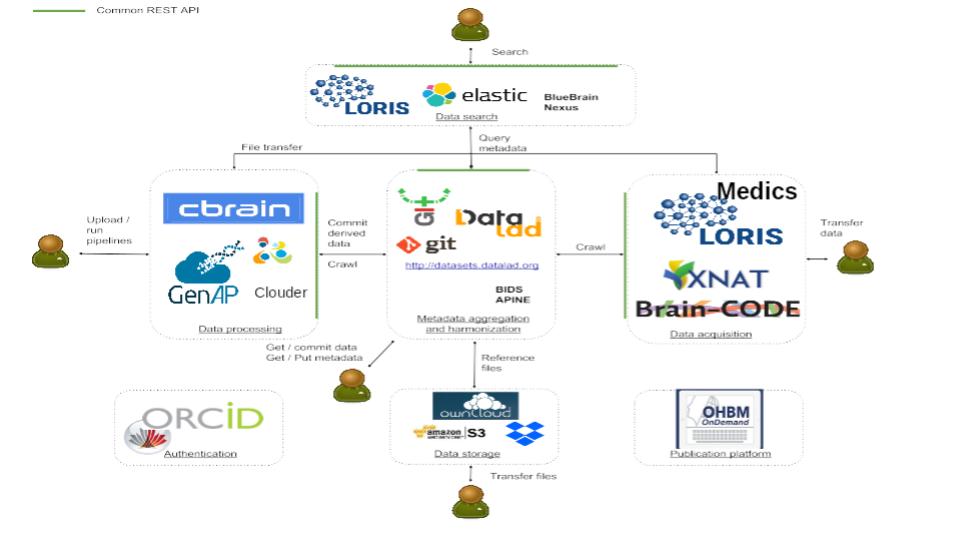 Common REST API
Search
LORIS
elastic
BlueBrain
Nexus
Data search
File transfer
Query
metadata
cbrain
GenAP
Clouder
Data processing
Upload /
run
pipelines
Commit
derived
data
Crawl
git
Data
lad
git
http://datasets.datalad.org
BIDS
APINE
Metadata aggregation
and harmonization
Crawl
Medics
LORIS
XNAT
Brain-CODE
Data acquisition
Transfer
data
Get / commit data
Get / Put metadata
Reference
files
ORCID
Authentication
ownCloud
amazon S3
Data storage
OHBM
OnDemand
Publication platform
Transfer files